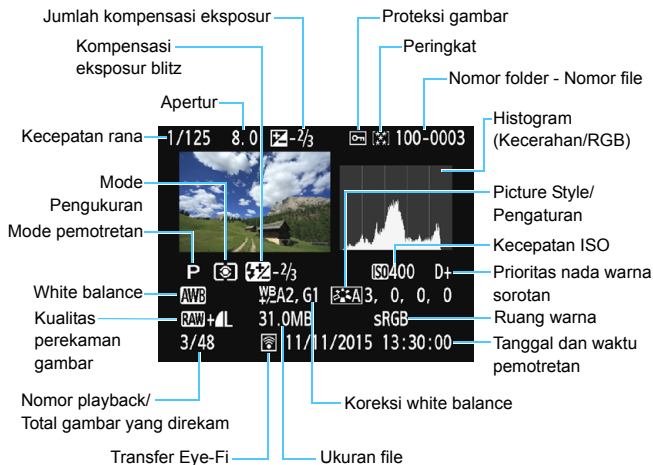 Jumlah kompensasi eksposur
Proteksi gambar
Kompensasi
eksposur blitz
Peringkat
Nomor folder - Nomor file
Apertur
Histogram
(Kecerahan/RGB)
Kecepatan rana
1/125 8.0 -2/3 100-0003
Mode
Pengukuran
Picture Style/
Pengaturan
Mode pemotretan
Kecepatan ISO
P -2/3 ISO 400 D+
Prioritas nada warna
sorotan
White balance
AWB WB+/- A2, G1 A 3, 0, 0, 0
Kualitas
perekaman
gambar
RAW+L 31.0MB sRGB
Ruang warna
3/48 11/11/2015 13:30:00
Tanggal dan waktu
pemotretan
Nomor playback/
Total gambar yang direkam
Koreksi white balance
Transfer Eye-Fi
Ukuran file